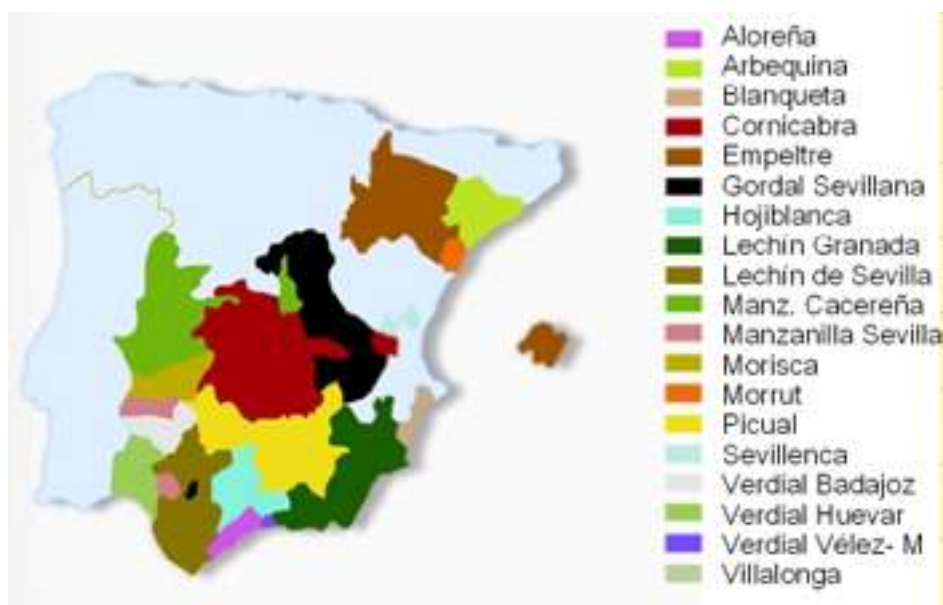 Aloreña
Arbequina
Blanqueta
Cornicabra
Empeltre
Gordal Sevillana
Hojiblanca
Lechín Granada
Lechín de Sevilla
Manz. Cacereña
Manzanilla Sevilla
Morisca
Morrut
Picual
Sevillenca
Verdial Badajoz
Verdial Huevar
Verdial Vélez- M
Villalonga